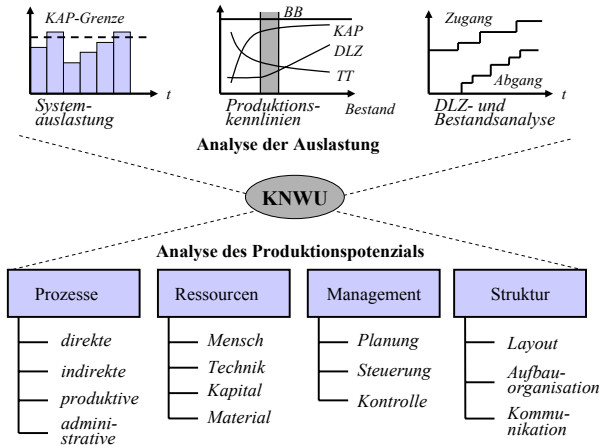 KAP-Grenze
t
System-
auslastung
BB
KAP
DLZ
TT
Produktions-
kennlinien
Bestand
Zugang
Abgang
t
DLZ- und
Bestandsanalyse
Analyse der Auslastung
KNWU
Analyse des Produktionspotenzials
Prozesse
direkte
indirekte
produktive
admini-
strative
Ressourcen
Mensch
Technik
Kapital
Material
Management
Planung
Steuerung
Kontrolle
Struktur
Layout
Aufbau-
organisation
Kommu-
nikation